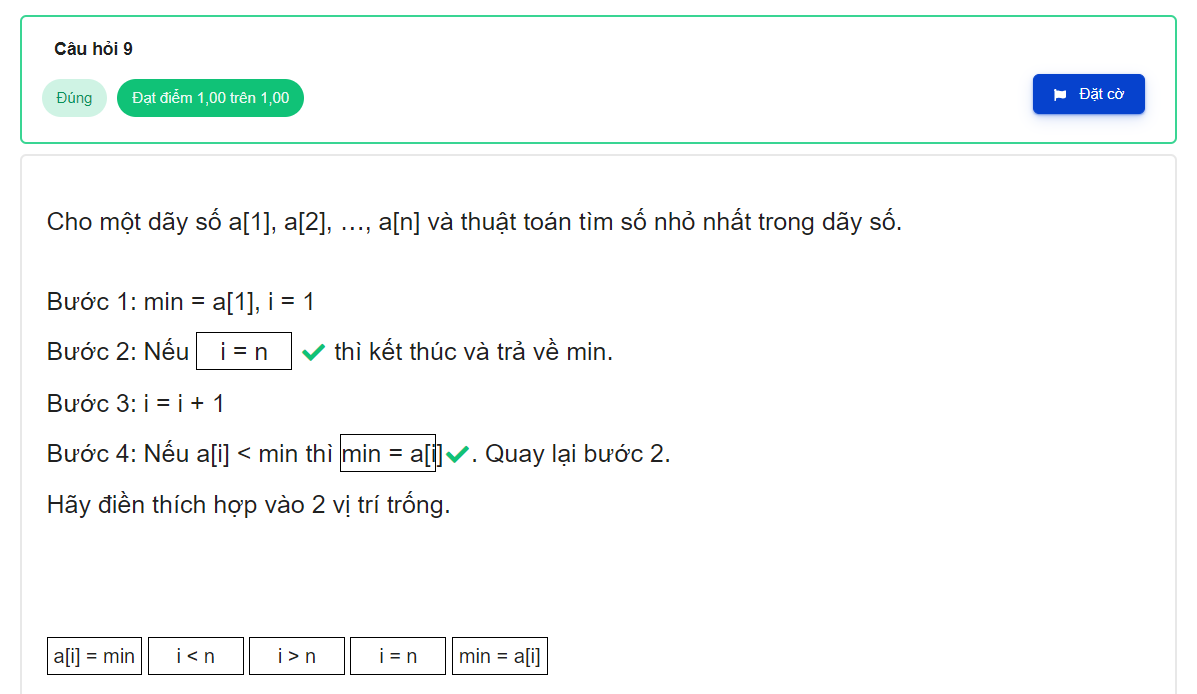 Câu hỏi 9
Đúng
Đạt điểm 1,00 trên 1,00
Đặt cờ
Cho một dãy số a[1], a[2], …, a[n] và thuật toán tìm số nhỏ nhất trong dãy số.
Bước 1: min = a[1], i = 1
Bước 2: Nếu i = n thì kết thúc và trả về min.
Bước 3: i = i + 1
Bước 4: Nếu a[i] < min thì min = a[i]. Quay lại bước 2.
Hãy điền thích hợp vào 2 vị trí trống.
a[i] = min i < n i > n i = n min = a[i]